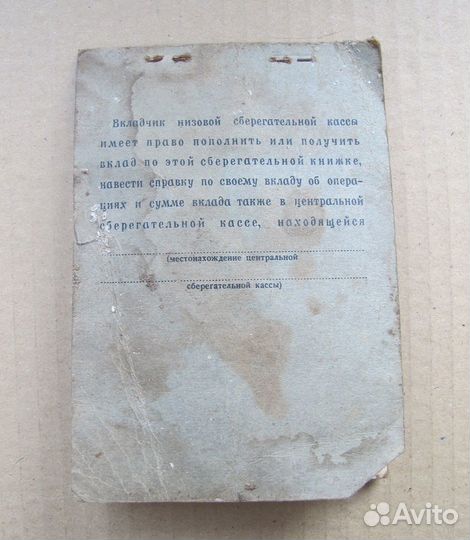 Вкладчик низовой сберегательной кассы
имеет право пополнить или получить
вклад по этой сберегательной книжке,
навести справку по своему вкладу об опера-
циях и сумме вклада также в центральной
сберегательной кассе, находящейся
(местонахождение центральной
сберегательной кассы)
Avito